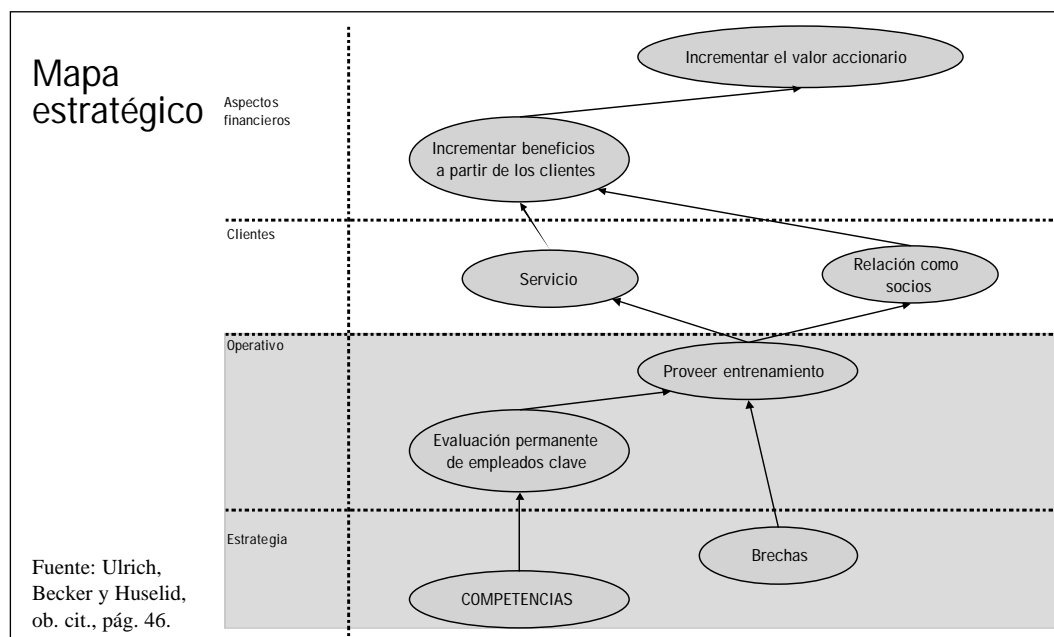 Mapa
estratégico
Aspectos
financieros
Incrementar el valor accionario
Incrementar beneficios
a partir de los clientes
Clientes
Servicio
Relación como
socios
Operativo
Proveer entrenamiento
Evaluación permanente
de empleados clave
Estrategia
Brechas
COMPETENCIAS
Fuente: Ulrich,
Becker y Huselid,
ob. cit., pág. 46.